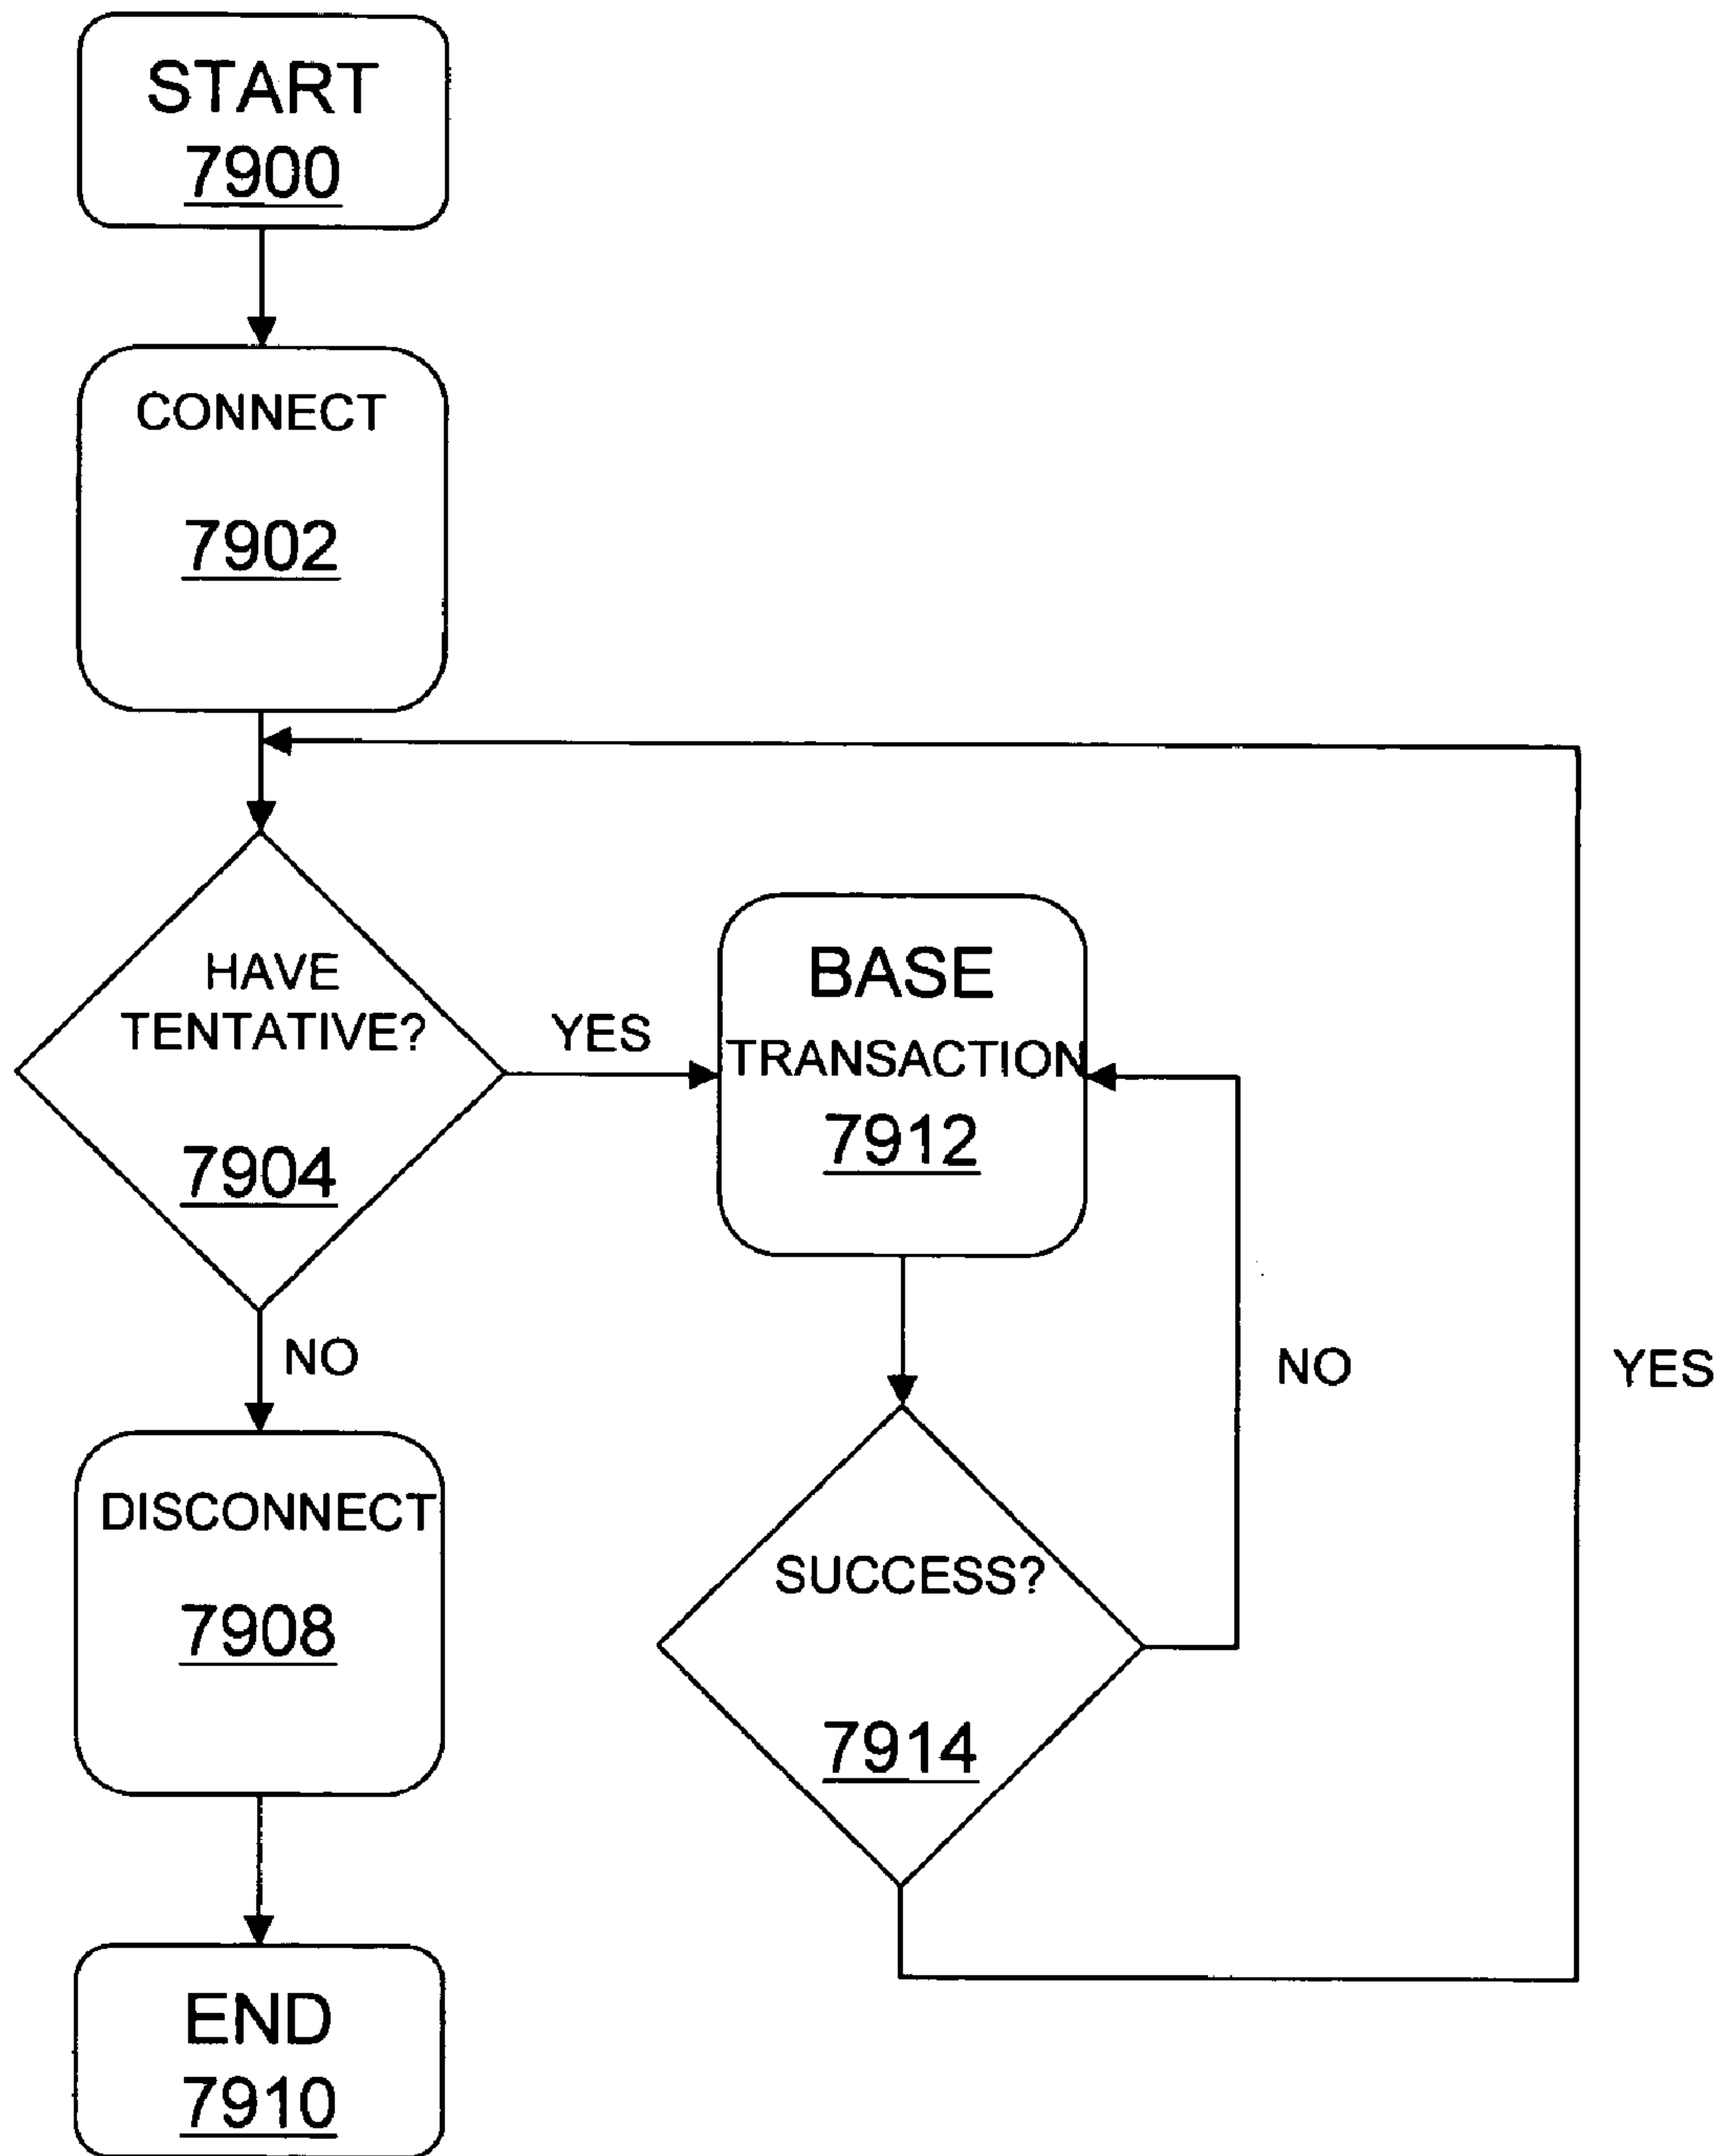 START
7900
CONNECT
7902
HAVE
TENTATIVE?
7904
YES
BASE
TRANSACTION
7912
NO
DISCONNECT
7908
SUCCESS?
7914
NO
YES
END
7910